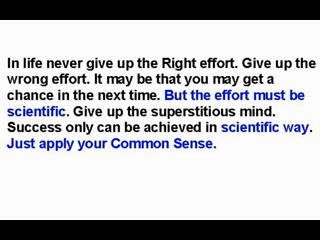 In life never give up the Right effort. Give up the
wrong effort. It may be that you may get a
chance in the next time. But the effort must be
scientific. Give up the superstitious mind.
Success only can be achieved in scientific way.
Just apply your Common Sense.